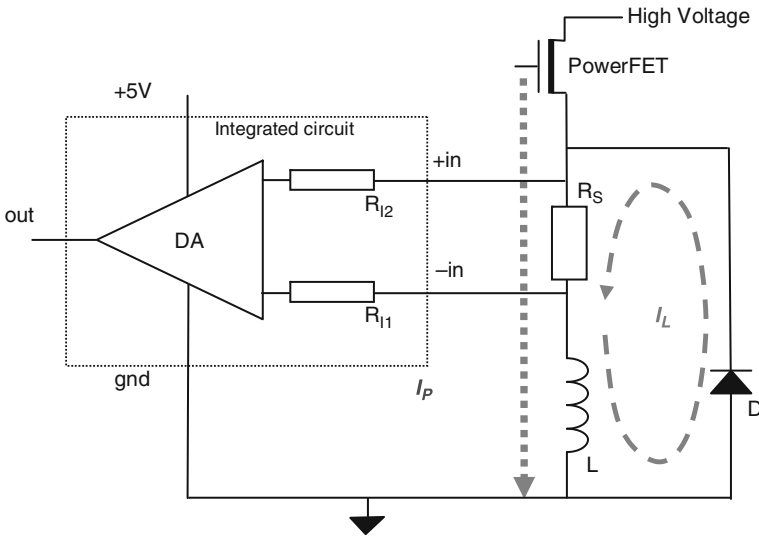 High Voltage
PowerFET
+5V
Integrated circuit
+in
R_I2
R_S
out
DA
–in
R_I1
I_L
gnd
I_P
D
L